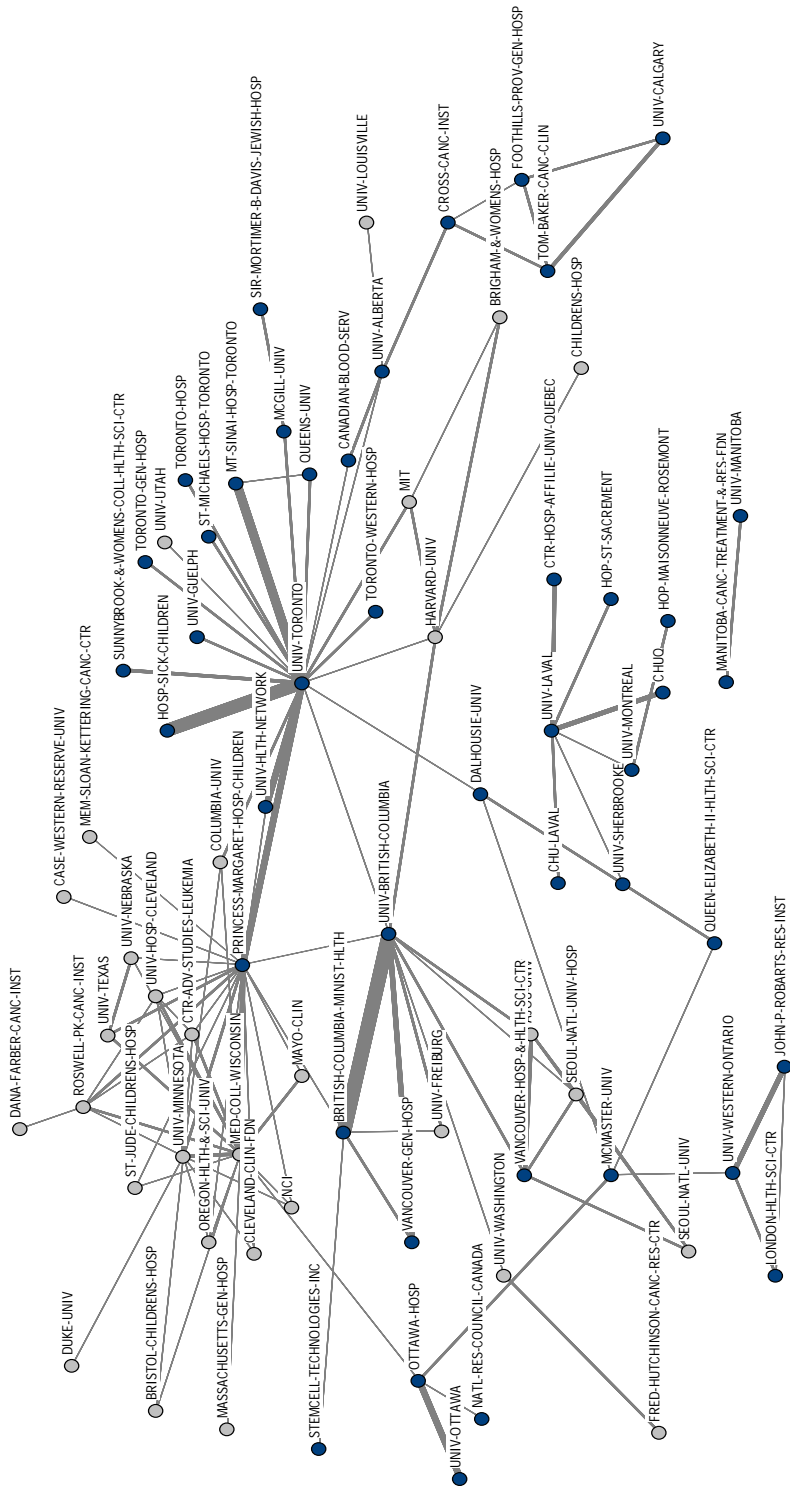 DANA-FARBER-CANC-INST
DUKE-UNIV
BRISTOL-CHILDRENS-HOSP
MASSACHUSETTS-GEN-HOSP
STEMCELL-TECHNOLOGIES-INC
UNIV-OTTAWA
NATL-RES-COUNCIL-CANADA
OTTAWA-HOSP
FRED-HUTCHINSON-CANC-RES-CTR
UNIV-WASHINGTON
SEOUL-NATL-UNIV
LONDON-HLTH-SCI-CTR
JOHN-P-ROBARTS-RES-INST
UNIV-WESTERN-ONTARIO
MCMASTER-UNIV
SEOUL-NATL-UNIV-HOSP
VANCOUVER-HOSP-&-HLTH-SCI-CTR
UNIV-FREIBURG
VANCOUVER-GEN-HOSP
BRITISH-COLUMBIA-MINIST-HLTH
UNIV-BRITISH-COLUMBIA
NCI
MAYO-CLIN
CLEVELAND-CLIN-FDN
MED-COLL-WISCONSIN
OREGON-HLTH-&-SCI-UNIV
UNIV-MINNESOTA
ST-JUDE-CHILDRENS-HOSP
ROSWELL-PK-CANC-INST
UNIV-TEXAS
UNIV-NEBRASKA
UNIV-HOSP-CLEVELAND
CTR-ADV-STUDIES-LEUKEMIA
CASE-WESTERN-RESERVE-UNIV
MEM-SLOAN-KETTERING-CANC-CTR
COLUMBIA-UNIV
PRINCESS-MARGARET-HOSP-CHILDREN
UNIV-HLTH-NETWORK
HOSP-SICK-CHILDREN
SUNNYBROOK-&-WOMENS-COLL-HLTH-SCI-CTR
TORONTO-GEN-HOSP
UNIV-UTAH
UNIV-GUELPH
TORONTO-HOSP
ST-MICHAELS-HOSP-TORONTO
MT-SINAI-HOSP-TORONTO
UNIV-TORONTO
SIR-MORTIMER-B-DAVIS-JEWISH-HOSP
MCGILL-UNIV
QUEENS-UNIV
CANADIAN-BLOOD-SERV
UNIV-ALBERTA
UNIV-LOUISVILLE
TORONTO-WESTERN-HOSP
MIT
HARVARD-UNIV
CROSS-CANC-INST
BRIGHAM-&-WOMENS-HOSP
FOOTHILLS-PROV-GEN-HOSP
TOM-BAKER-CANC-CLIN
UNIV-CALGARY
CHILDRENS-HOSP
DALHOUSIE-UNIV
QUEEN-ELIZABETH-II-HLTH-SCI-CTR
CHU-LAVAL
UNIV-SHERBROOKE
UNIV-LAVAL
UNIV-MONTREAL
CHUQ
CTR-HOSP-AFFILIE-UNIV-QUEBEC
HOP-ST-SACREMENT
HOP-MAISONNEUVE-ROSEMONT
MANITOBA-CANC-TREATMENT-&-RES-FDN
UNIV-MANITOBA